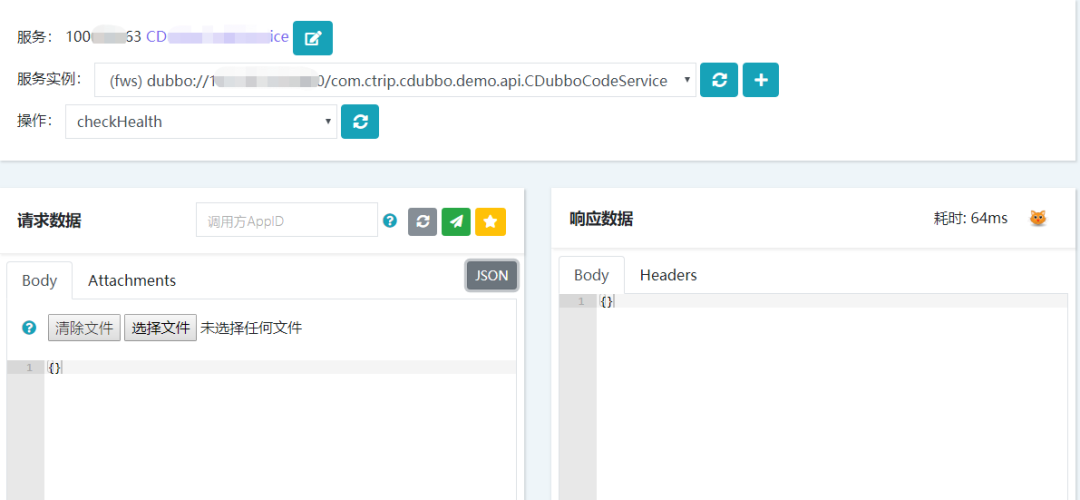 服务： 100 63 CD ice
服务实例： (fws) dubbo://1 0/com.ctrip.cdubbo.demo.api.CDubboCodeService
操作： checkHealth
请求数据 调用方AppID
Body Attachments JSON
清除文件 选择文件 未选择任何文件
1 {}
响应数据 耗时: 64ms
Body Headers
1 {}